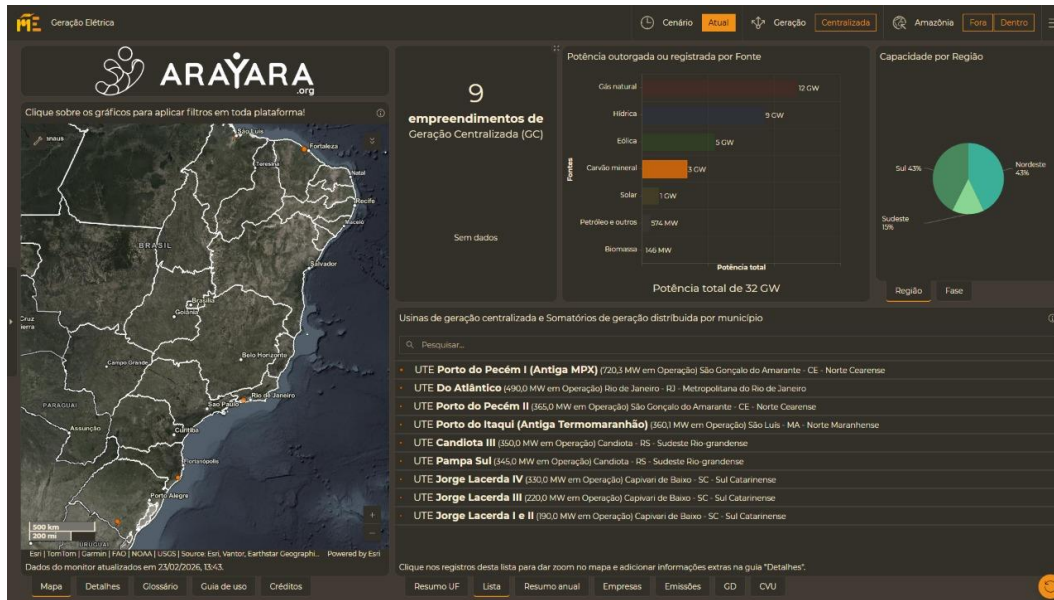 Geração Elétrica
Cenário Atual Geração Centralizada Amazônia Fora Dentro
ARAYARA
.org
Clique sobre os gráficos para aplicar filtros em toda plataforma!
São Luís
Fortaleza
Teresina
Natal
Recife
Maceió
BRASIL
Salvador
Brasília
Goiânia
Belo Horizonte
Campo Grande
Rio de Janeiro
São Paulo
PARAGUAI
Assunção
Curitiba
Florianópolis
Porto Alegre
URUGUAI
500 km
200 mi
Esri | TomTom | Garmin | FAO | NOAA | USGS | Source: Esri, Vantor, Earthstar Geographi... Powered by Esri
Dados do monitor atualizados em 23/02/2026, 13:43.
Mapa Detalhes Glossário Guia de uso Créditos
9
empreendimentos de
Geração Centralizada (GC)
Sem dados
Potência outorgada ou registrada por Fonte
Fontes
Gás natural 12 GW
Hídrica 9 GW
Eólica 5 GW
Carvão mineral 3 GW
Solar 1 GW
Petróleo e outros 574 MW
Biomassa 146 MW
Potência total
Potência total de 32 GW
Capacidade por Região
Sul 43%
Nordeste
43%
Sudeste
15%
Região Fase
Usinas de geração centralizada e Somatórios de geração distribuída por município
Pesquisar...
UTE Porto do Pecém I (Antiga MPX) (720,3 MW em Operação) São Gonçalo do Amarante - CE - Norte Cearense
UTE Do Atlântico (490,0 MW em Operação) Rio de Janeiro - RJ - Metropolitana do Rio de Janeiro
UTE Porto do Pecém II (365,0 MW em Operação) São Gonçalo do Amarante - CE - Norte Cearense
UTE Porto do Itaqui (Antiga Termomaranhão) (360,1 MW em Operação) São Luís - MA - Norte Maranhense
UTE Candiota III (350,0 MW em Operação) Candiota - RS - Sudeste Rio-grandense
UTE Pampa Sul (345,0 MW em Operação) Candiota - RS - Sudeste Rio-grandense
UTE Jorge Lacerda IV (330,0 MW em Operação) Capivari de Baixo - SC - Sul Catarinense
UTE Jorge Lacerda III (220,0 MW em Operação) Capivari de Baixo - SC - Sul Catarinense
UTE Jorge Lacerda I e II (190,0 MW em Operação) Capivari de Baixo - SC - Sul Catarinense
Clique nos registros desta lista para dar zoom no mapa e adicionar informações extras na guia "Detalhes".
Resumo UF Lista Resumo anual Empresas Emissões GD CVU